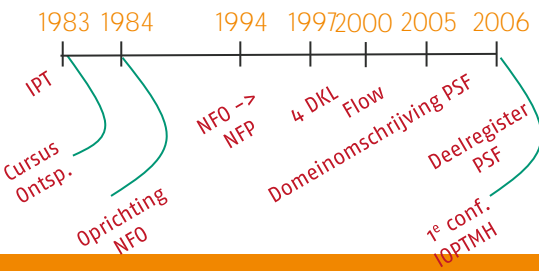 1983 1984 1994 1997 2000 2005 2006
IPT
Cursus
Ontsp.
Oprichting
NFO
NFO ->
NFP
4 DKL
Flow
Domeinomschrijving PSF
Deelregister
PSF
1e conf.
IOPTMH